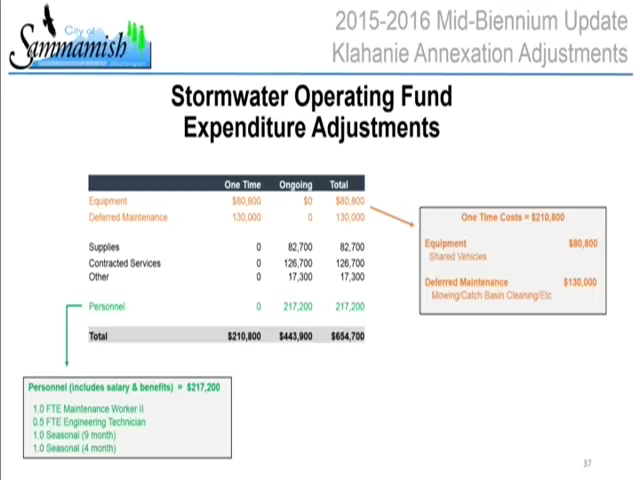 City of
Sammamish
2015-2016 Mid-Biennium Update
Klahanie Annexation Adjustments
Stormwater Operating Fund
Expenditure Adjustments
One Time Ongoing Total
Equipment $80,800 $0 $80,800
Deferred Maintenance 130,000 0 130,000
Supplies 0 82,700 82,700
Contracted Services 0 126,700 126,700
Other 0 17,300 17,300
Personnel 0 217,200 217,200
Total $210,800 $443,900 $654,700
One Time Costs = $210,800
Equipment $80,800
Shared Vehicles
Deferred Maintenance $130,000
Mowing/Catch Basin Cleaning/Etc
Personnel (includes salary & benefits) = $217,200
1.0 FTE Maintenance Worker II
0.5 FTE Engineering Technician
1.0 Seasonal (9 month)
1.0 Seasonal (4 month)
37